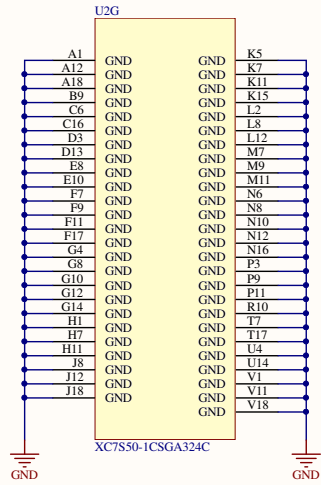 U2G
A1 GND GND K5
A12 GND GND K7
A18 GND GND K11
B9 GND GND K15
C6 GND GND L2
C16 GND GND L8
D3 GND GND L12
D13 GND GND M7
E8 GND GND M9
E10 GND GND M11
F7 GND GND N6
F9 GND GND N8
F11 GND GND N10
F17 GND GND N12
G4 GND GND N16
G8 GND GND P3
G10 GND GND P9
G12 GND GND P11
G14 GND GND R10
H1 GND GND T7
H7 GND GND T17
H11 GND GND U4
J8 GND GND U14
J12 GND GND V1
J18 GND GND V11
GND V18
XC7S50-1CSGA324C
GND GND